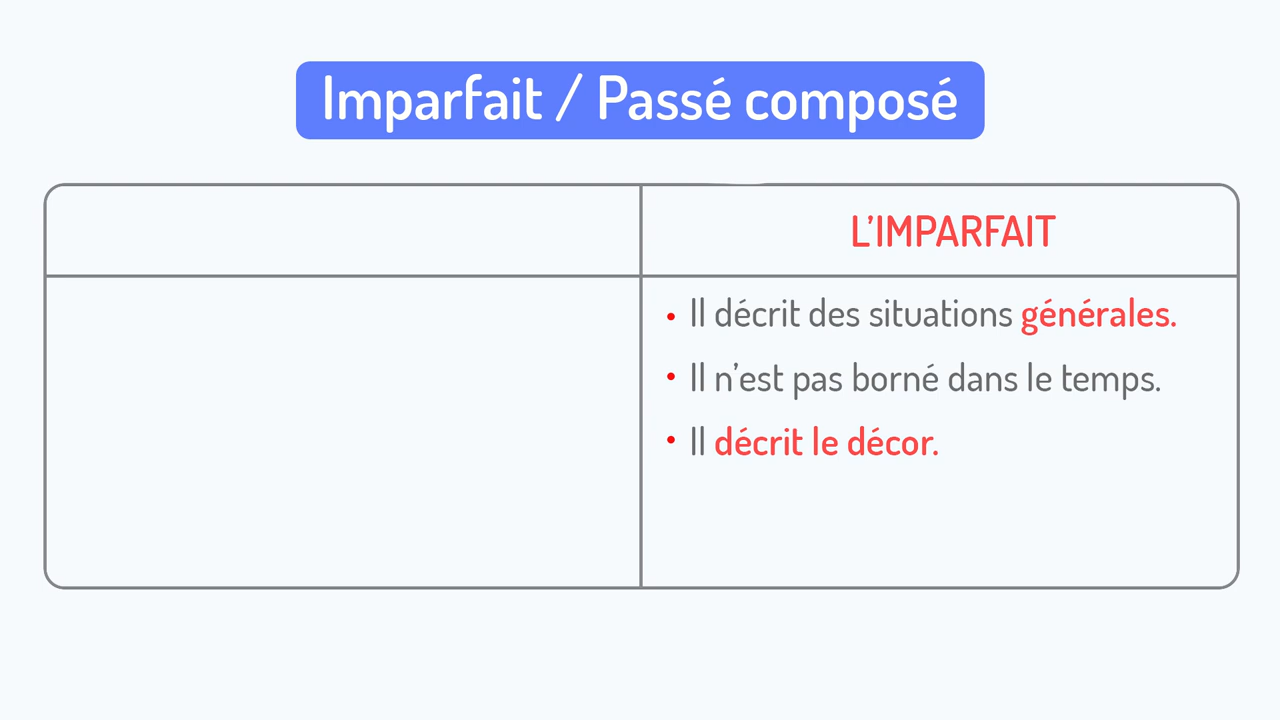 Imparfait / Passé composé
L'IMPARFAIT
• Il décrit des situations générales.
• Il n'est pas borné dans le temps.
• Il décrit le décor.